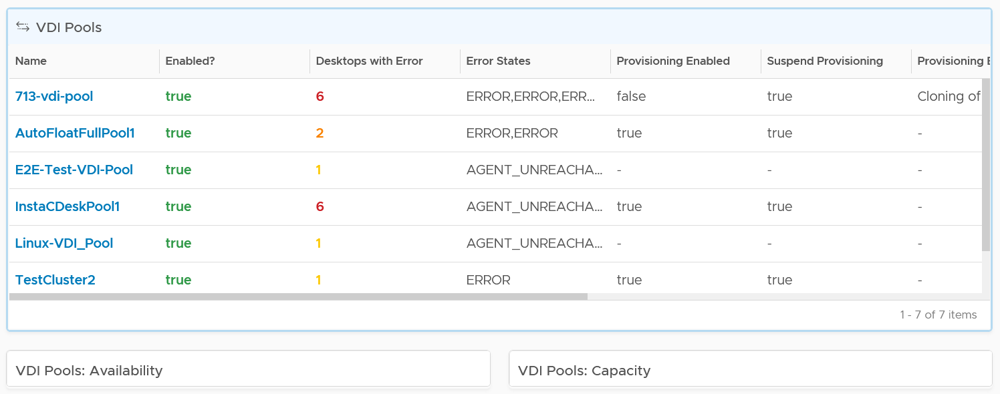 VDI Pools
Name Enabled? Desktops with Error Error States Provisioning Enabled Suspend Provisioning Provisioning E
713-vdi-pool true 6 ERROR,ERROR,ERR... false true Cloning of
AutoFloatFullPool1 true 2 ERROR,ERROR true true -
E2E-Test-VDI-Pool true 1 AGENT_UNREACHA... - - -
InstaCDeskPool1 true 6 AGENT_UNREACHA... true true -
Linux-VDI_Pool true 1 AGENT_UNREACHA... - - -
TestCluster2 true 1 ERROR true true -
1 - 7 of 7 items
VDI Pools: Availability VDI Pools: Capacity